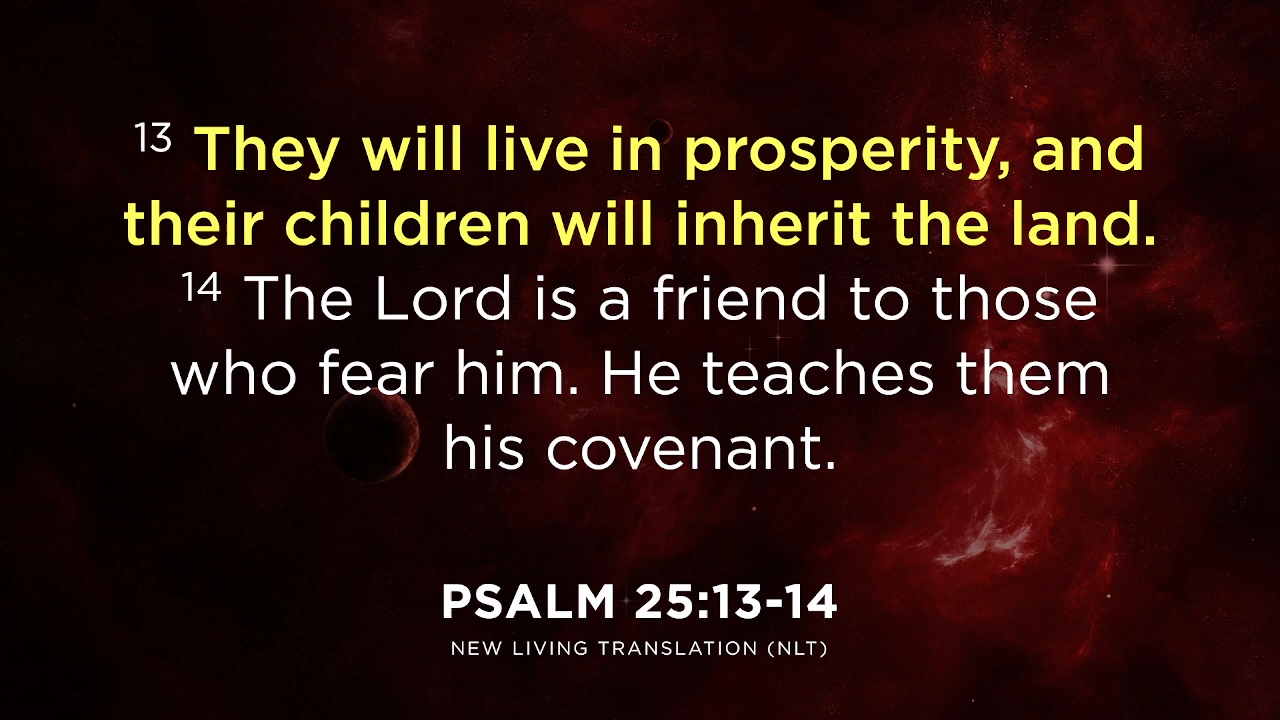 13 They will live in prosperity, and
their children will inherit the land.
14 The Lord is a friend to those
who fear him. He teaches them
his covenant.
PSALM 25:13-14
NEW LIVING TRANSLATION (NLT)